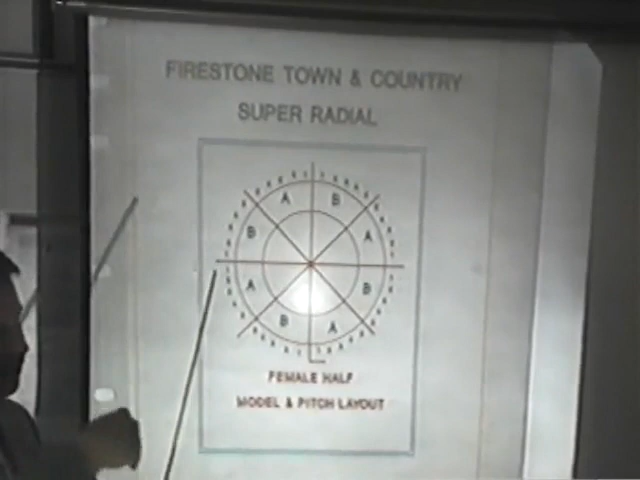 FIRESTONE TOWN & COUNTRY
SUPER RADIAL
A B
B A
A B
B A
FEMALE HALF
MODEL & PITCH LAYOUT